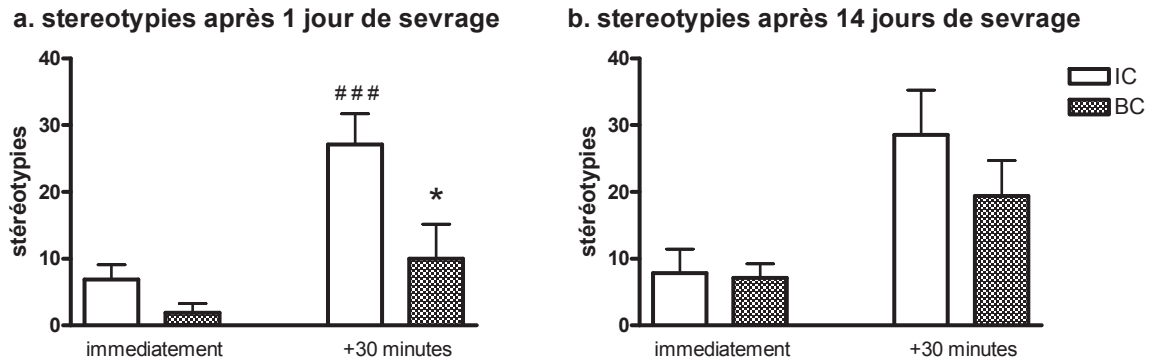 a. stereotypies après 1 jour de sevrage
b. stereotypies après 14 jours de sevrage
40
30
20
10
0
stéréotypies
###
*
immediatement
+30 minutes
40
30
20
10
0
stéréotypies
IC
BC
immediatement
+30 minutes